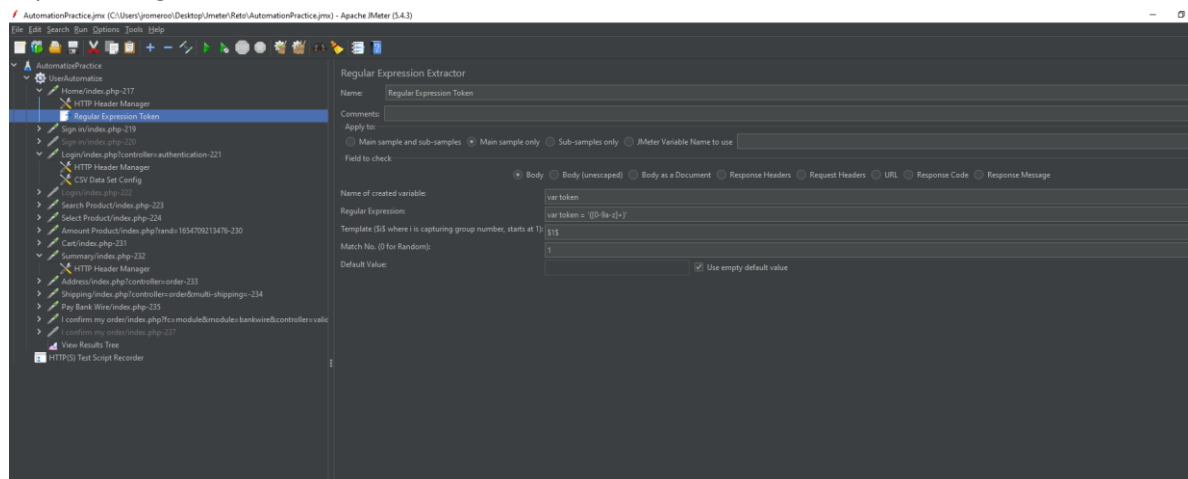 AutomationPractice.jmx (C:\Users\jromeroo\Desktop\Jmeter\Reto\AutomationPractice.jmx) - Apache JMeter (5.4.3)
File Edit Search Run Options Tools Help
AutomatizePractice
UserAutomatize
Home/index.php-217
HTTP Header Manager
Regular Expression Token
Sign in/index.php-219
Sign in/index.php-220
Login/index.php?controller=authentication-221
HTTP Header Manager
CSV Data Set Config
Login/index.php-222
Search Product/index.php-223
Select Product/index.php-224
Amount Product/index.php?rand=1654709213476-230
Cart/index.php-231
Summary/index.php-232
HTTP Header Manager
Address/index.php?controller=order-233
Shipping/index.php?controller=order&multi-shipping=-234
Pay Bank Wire/index.php-235
I confirm my order/index.php?fc=module&module=bankwire&controller=valid
I confirm my order/index.php-237
View Results Tree
HTTP(S) Test Script Recorder
Regular Expression Extractor
Name: Regular Expression Token
Comments:
Apply to:
Main sample and sub-samples Main sample only Sub-samples only JMeter Variable Name to use
Field to check
Body Body (unescaped) Body as a Document Response Headers Request Headers URL Response Code Response Message
Name of created variable: var token
Regular Expression: var token = '([0-9a-z]+)'
Template ($i$ where i is capturing group number, starts at 1): $1$
Match No. (0 for Random): 1
Default Value: Use empty default value